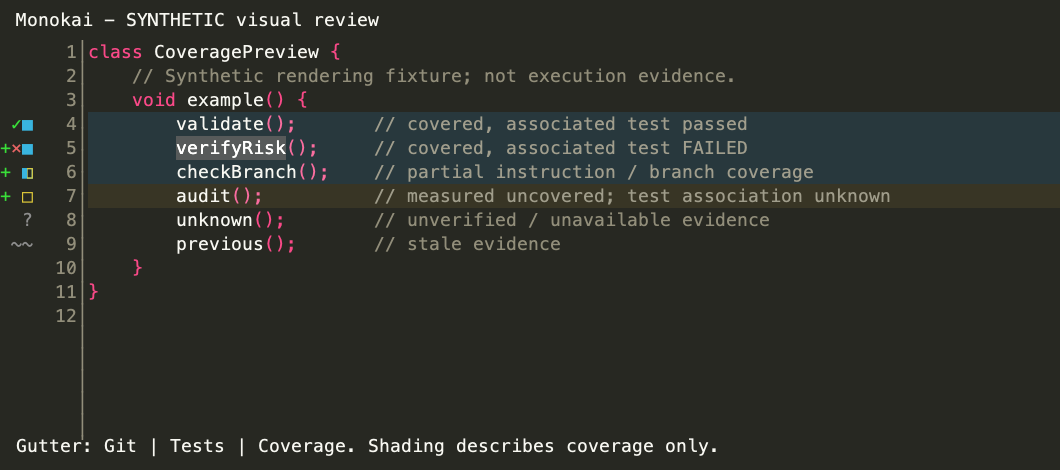 Monokai – SYNTHETIC visual review
1 class CoveragePreview {
2 // Synthetic rendering fixture; not execution evidence.
3 void example() {
✓■ 4 validate(); // covered, associated test passed
+×■ 5 verifyRisk(); // covered, associated test FAILED
+ ◧ 6 checkBranch(); // partial instruction / branch coverage
+ □ 7 audit(); // measured uncovered; test association unknown
? 8 unknown(); // unverified / unavailable evidence
~~ 9 previous(); // stale evidence
10 }
11 }
12
Gutter: Git | Tests | Coverage. Shading describes coverage only.